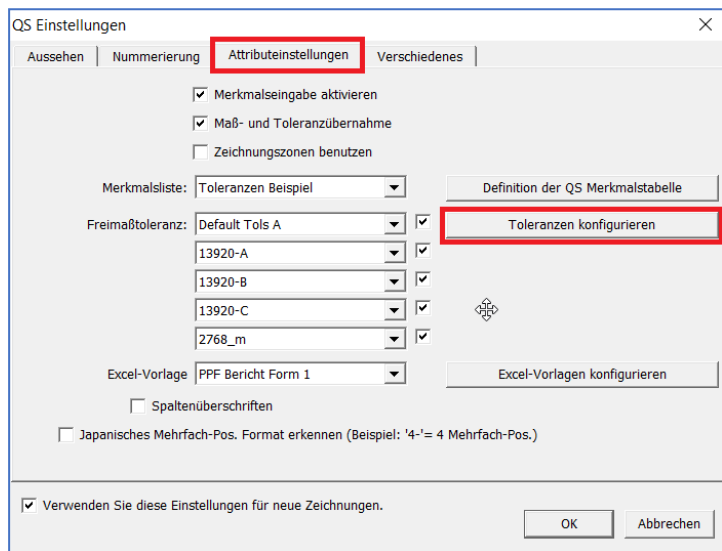 QS Einstellungen
Aussehen Nummerierung Attributeinstellungen Verschiedenes
Merkmalseingabe aktivieren
Maß- und Toleranzübernahme
Zeichnungszonen benutzen
Merkmalsliste: Toleranzen Beispiel Definition der QS Merkmalstabelle
Freimaßtoleranz: Default Tols A Toleranzen konfigurieren
13920-A
13920-B
13920-C
2768_m
Excel-Vorlage PPF Bericht Form 1 Excel-Vorlagen konfigurieren
Spaltenüberschriften
Japanisches Mehrfach-Pos. Format erkennen (Beispiel: '4-'= 4 Mehrfach-Pos.)
Verwenden Sie diese Einstellungen für neue Zeichnungen.
OK Abbrechen